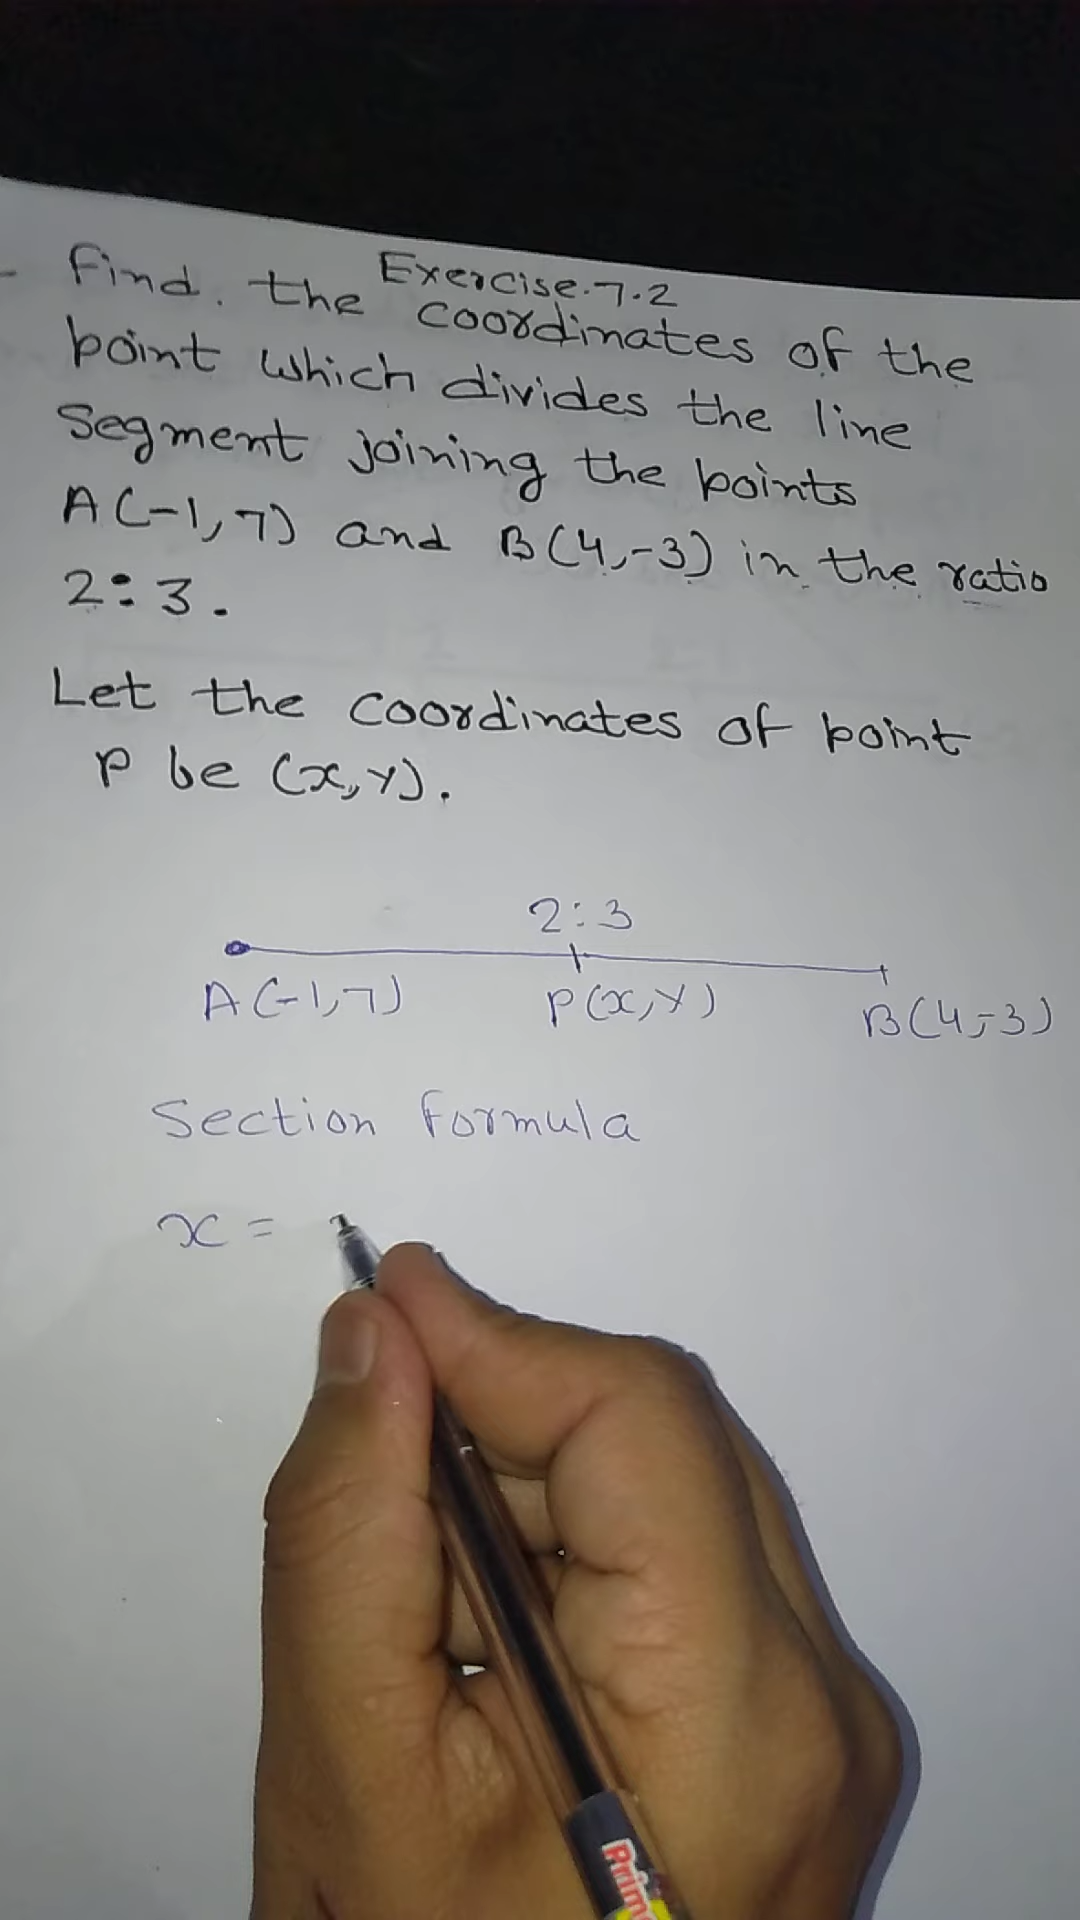 Exercise.7.2
Find. the coordinates of the
point which divides the line
Segment joining the points
A(-1,7) and B(4,-3) in the ratio
2:3.
Let the coordinates of point
P be (x,y).
2:3
A(-1,7) P(x,y) B(4,-3)
Section formula
x =